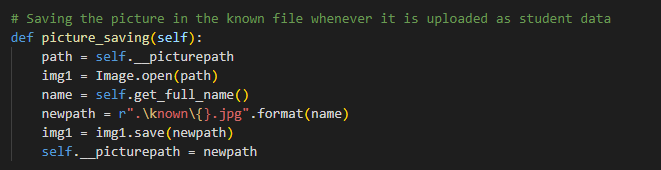 # Saving the picture in the known file whenever it is uploaded as student data
def picture_saving(self):
    path = self.__picturepath
    img1 = Image.open(path)
    name = self.get_full_name()
    newpath = r".\known\{}.jpg".format(name)
    img1 = img1.save(newpath)
    self.__picturepath = newpath